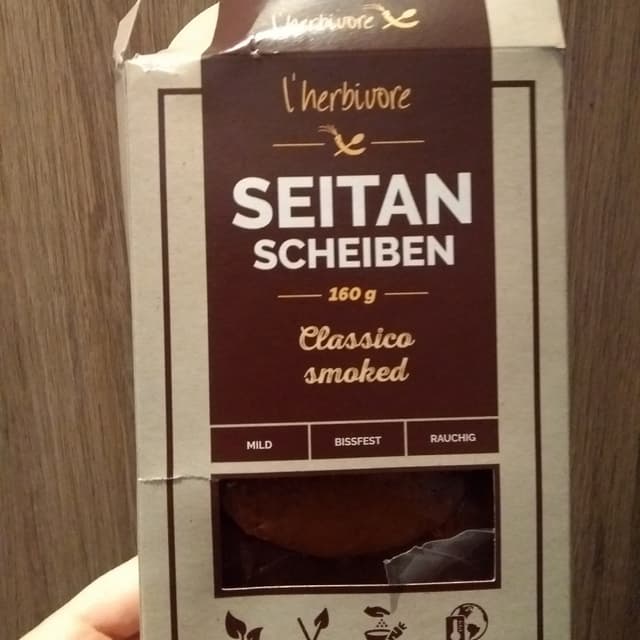 l'herbivore
l'herbivore
SEITAN
SCHEIBEN
160 g
Classico
smoked
MILD
BISSFEST
RAUCHIG